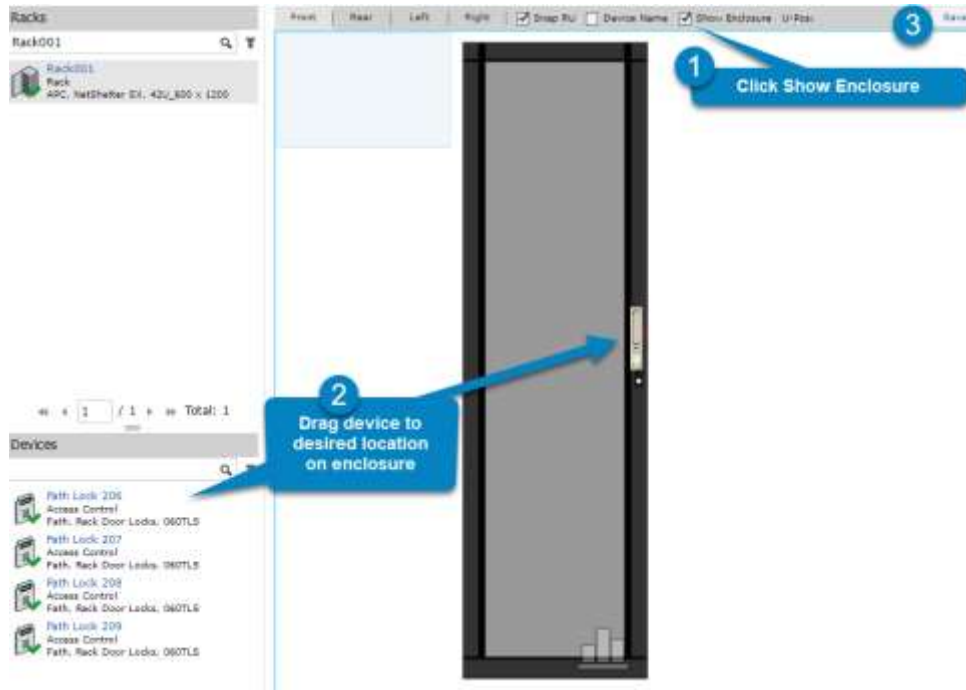 Racks
Rack001
Rack001
Rack
APC, NetShelter SX, 42U_600 x 1200
1 / 1 Total: 1
Devices
Path Lock 206
Access Control
Path, Rack Door Locks, 060TLS
Path Lock 207
Access Control
Path, Rack Door Locks, 060TLS
Path Lock 208
Access Control
Path, Rack Door Locks, 060TLS
Path Lock 209
Access Control
Path, Rack Door Locks, 060TLS
Front Rear Left Right Snap RU Device Name Show Enclosure U-Pos:
3
1
Click Show Enclosure
2
Drag device to
desired location
on enclosure